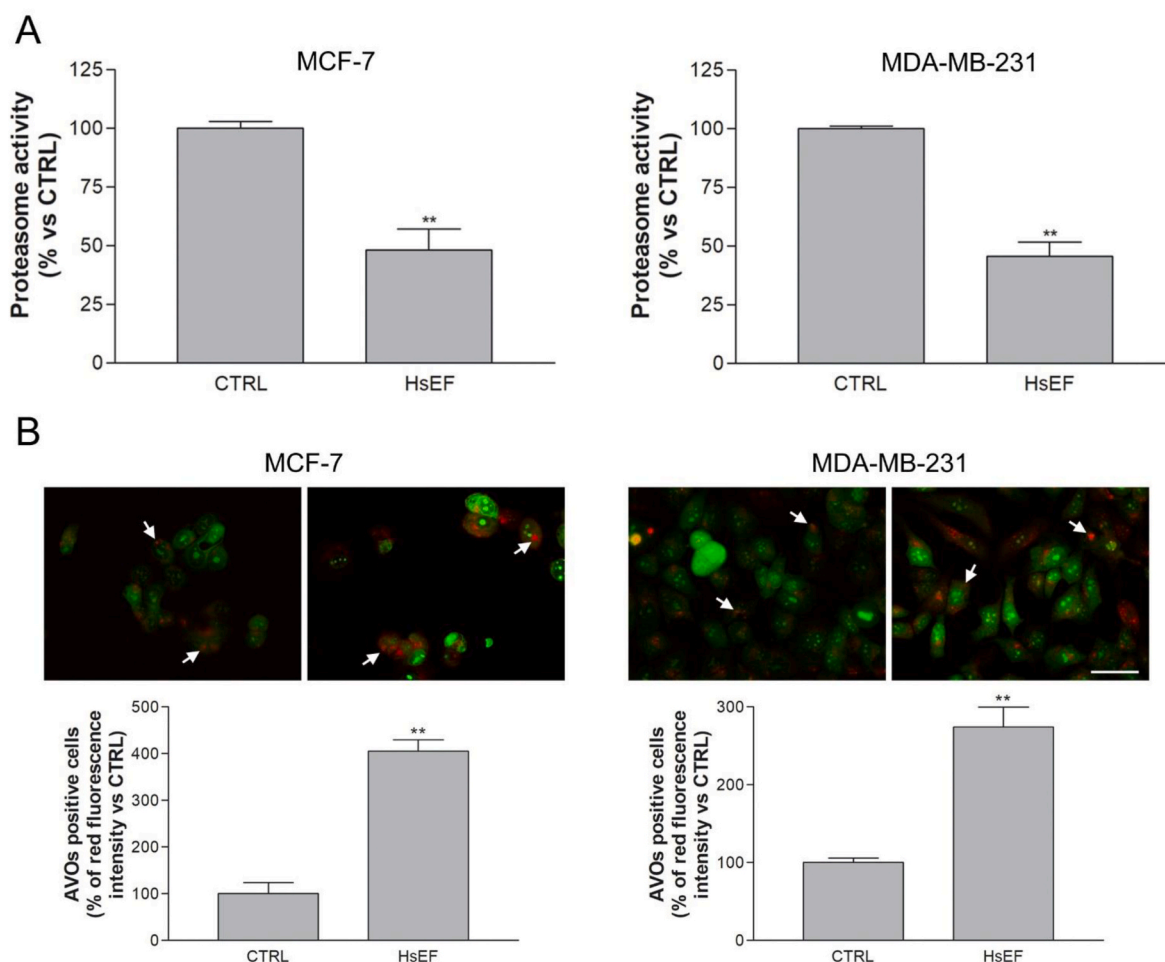 A
MCF-7
Proteasome activity
(% vs CTRL)
125
100
75
50
25
0
**
CTRL
HsEF
MDA-MB-231
Proteasome activity
(% vs CTRL)
125
100
75
50
25
0
**
CTRL
HsEF
B
MCF-7
MDA-MB-231
AVOs positive cells
(% of red fluorescence
intensity vs CTRL)
500
400
300
200
100
0
**
CTRL
HsEF
AVOs positive cells
(% of red fluorescence
intensity vs CTRL)
300
200
100
0
**
CTRL
HsEF